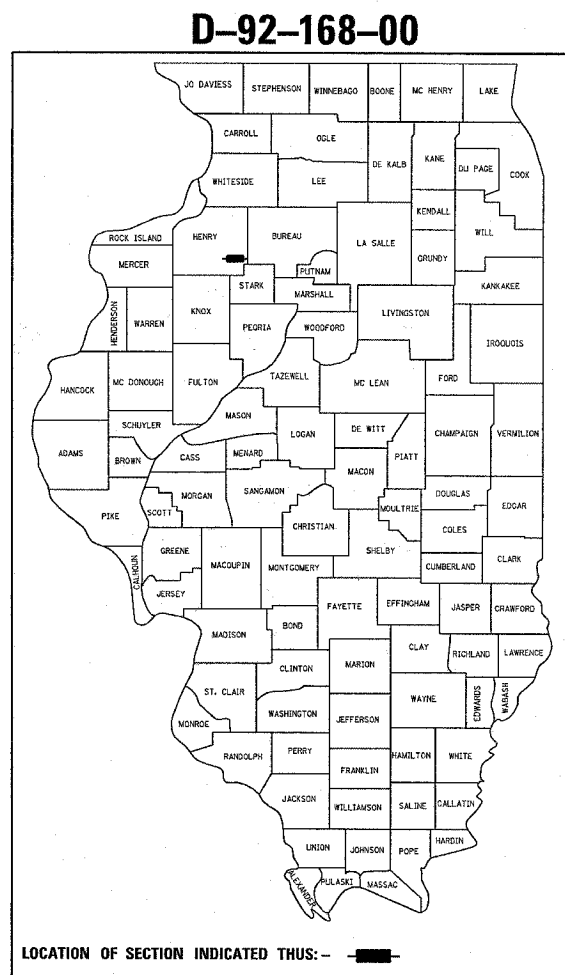 D-92-168-00
JO DAVIESS STEPHENSON WINNEBAGO BOONE MC HENRY LAKE
CARROLL OGLE
DE KALB KANE DU PAGE COOK
WHITESIDE LEE
KENDALL
ROCK ISLAND HENRY BUREAU LA SALLE GRUNDY WILL
MERCER PUTNAM
STARK MARSHALL KANKAKEE
HENDERSON WARREN KNOX PEORIA WOODFORD LIVINGSTON IROQUOIS
HANCOCK MC DONOUGH FULTON TAZEWELL MC LEAN FORD
MASON
SCHUYLER LOGAN DE WITT CHAMPAIGN VERMILION
ADAMS BROWN CASS MENARD MACON PIATT
MORGAN SANGAMON DOUGLAS
PIKE SCOTT CHRISTIAN MOULTRIE COLES EDGAR
GREENE MACOUPIN MONTGOMERY SHELBY CUMBERLAND CLARK
CALHOUN JERSEY
FAYETTE EFFINGHAM JASPER CRAWFORD
MADISON BOND
CLINTON MARION CLAY RICHLAND LAWRENCE
ST. CLAIR WAYNE EDWARDS WABASH
MONROE WASHINGTON JEFFERSON
RANDOLPH PERRY HAMILTON WHITE
FRANKLIN
JACKSON WILLIAMSON SALINE GALLATIN
UNION JOHNSON POPE HARDIN
ALEXANDER PULASKI MASSAC
LOCATION OF SECTION INDICATED THUS: -